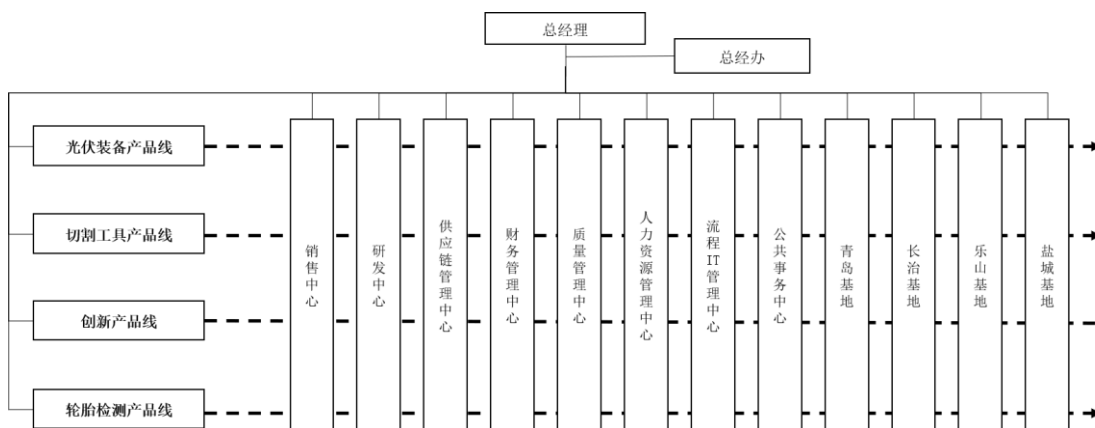 总经理
总经办
光伏装备产品线
切割工具产品线
创新产品线
轮胎检测产品线
销售中心
研发中心
供应链管理中心
财务管理中心
质量管理中心
人力资源管理中心
流程IT管理中心
公共事务中心
青岛基地
长治基地
乐山基地
盐城基地